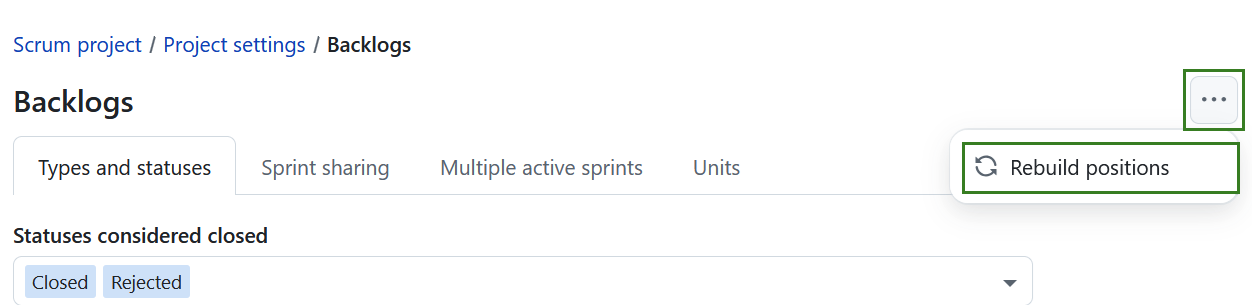 Scrum project / Project settings / Backlogs
Backlogs
...
Types and statuses Sprint sharing Multiple active sprints Units
Rebuild positions
Statuses considered closed
Closed Rejected